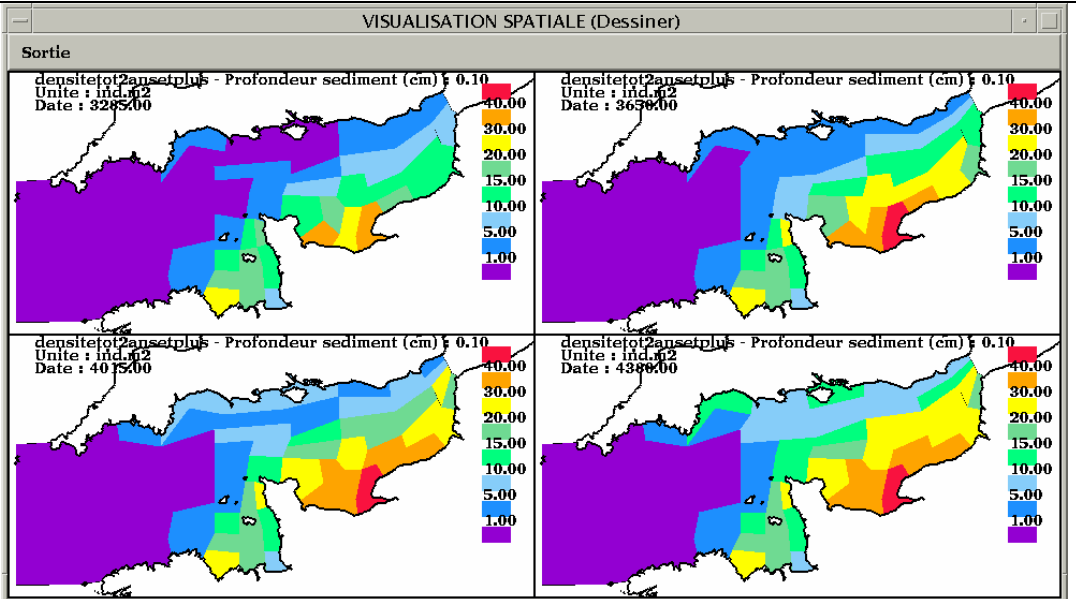 VISUALISATION SPATIALE (Dessiner)
Sortie
densitetot2ansetplus - Profondeur sediment (cm) : 0.10
Unite : ind.m2
Date : 3285.00
40.00
30.00
20.00
15.00
10.00
5.00
1.00
densitetot2ansetplus - Profondeur sediment (cm) : 0.10
Unite : ind.m2
Date : 3650.00
40.00
30.00
20.00
15.00
10.00
5.00
1.00
densitetot2ansetplus - Profondeur sediment (cm) : 0.10
Unite : ind.m2
Date : 4015.00
40.00
30.00
20.00
15.00
10.00
5.00
1.00
densitetot2ansetplus - Profondeur sediment (cm) : 0.10
Unite : ind.m2
Date : 4380.00
40.00
30.00
20.00
15.00
10.00
5.00
1.00